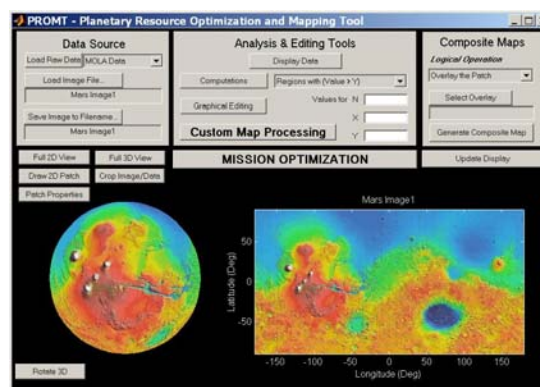 PROMT - Planetary Resource Optimization and Mapping Tool
Data Source
Load Raw Data
MOLA Data
Load Image File...
Mars Image1
Save Image to Filename...
Mars Image1
Analysis & Editing Tools
Display Data
Computations
Regions with (Value > Y)
Graphical Editing
Values for N
X
Custom Map Processing
Y
Composite Maps
Logical Operation
Overlay the Patch
Select Overlay
Generate Composite Map
Full 2D View
Full 3D View
MISSION OPTIMIZATION
Update Display
Draw 2D Patch
Crop Image/Data
Patch Properties
Mars Image1
50
0
-50
Latitude (Deg)
-150
-100
-50
0
50
100
150
Longitude (Deg)
Rotate 3D